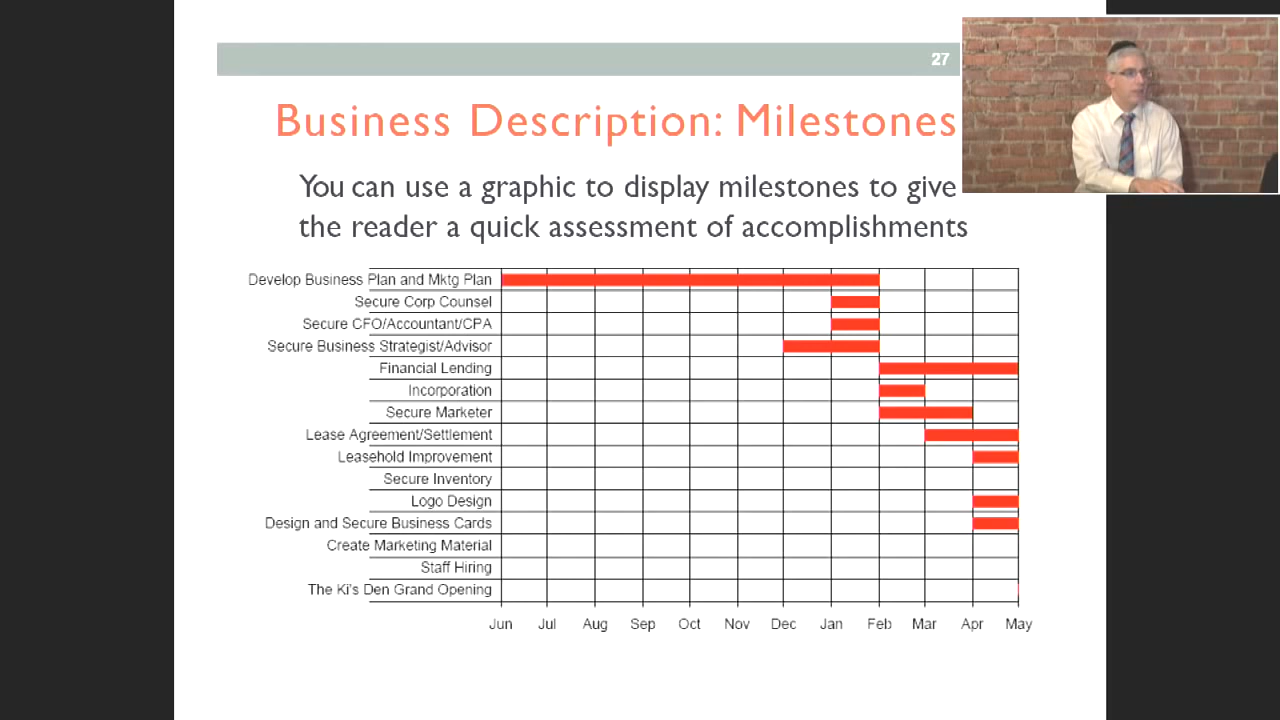 27
Business Description: Milestones
You can use a graphic to display milestones to give
the reader a quick assessment of accomplishments
Develop Business Plan and Mktg Plan
Secure Corp Counsel
Secure CFO/Accountant/CPA
Secure Business Strategist/Advisor
Financial Lending
Incorporation
Secure Marketer
Lease Agreement/Settlement
Leasehold Improvement
Secure Inventory
Logo Design
Design and Secure Business Cards
Create Marketing Material
Staff Hiring
The Ki's Den Grand Opening
Jun Jul Aug Sep Oct Nov Dec Jan Feb Mar Apr May